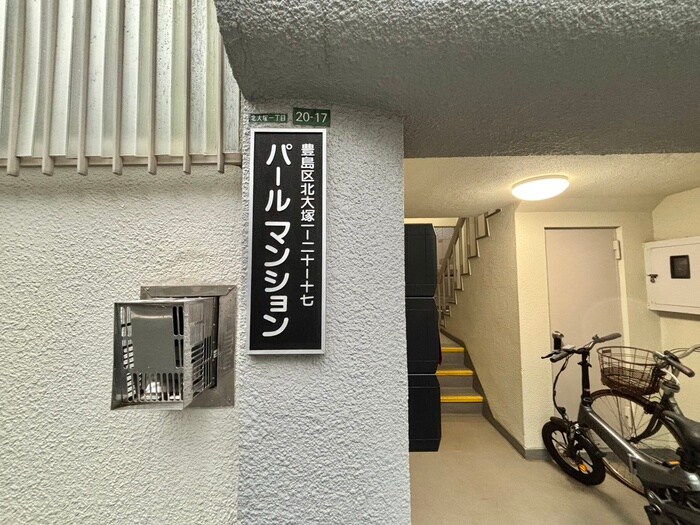 北大塚一丁目
20-17
豊島区北大塚一ー二十ー十七
パールマンション